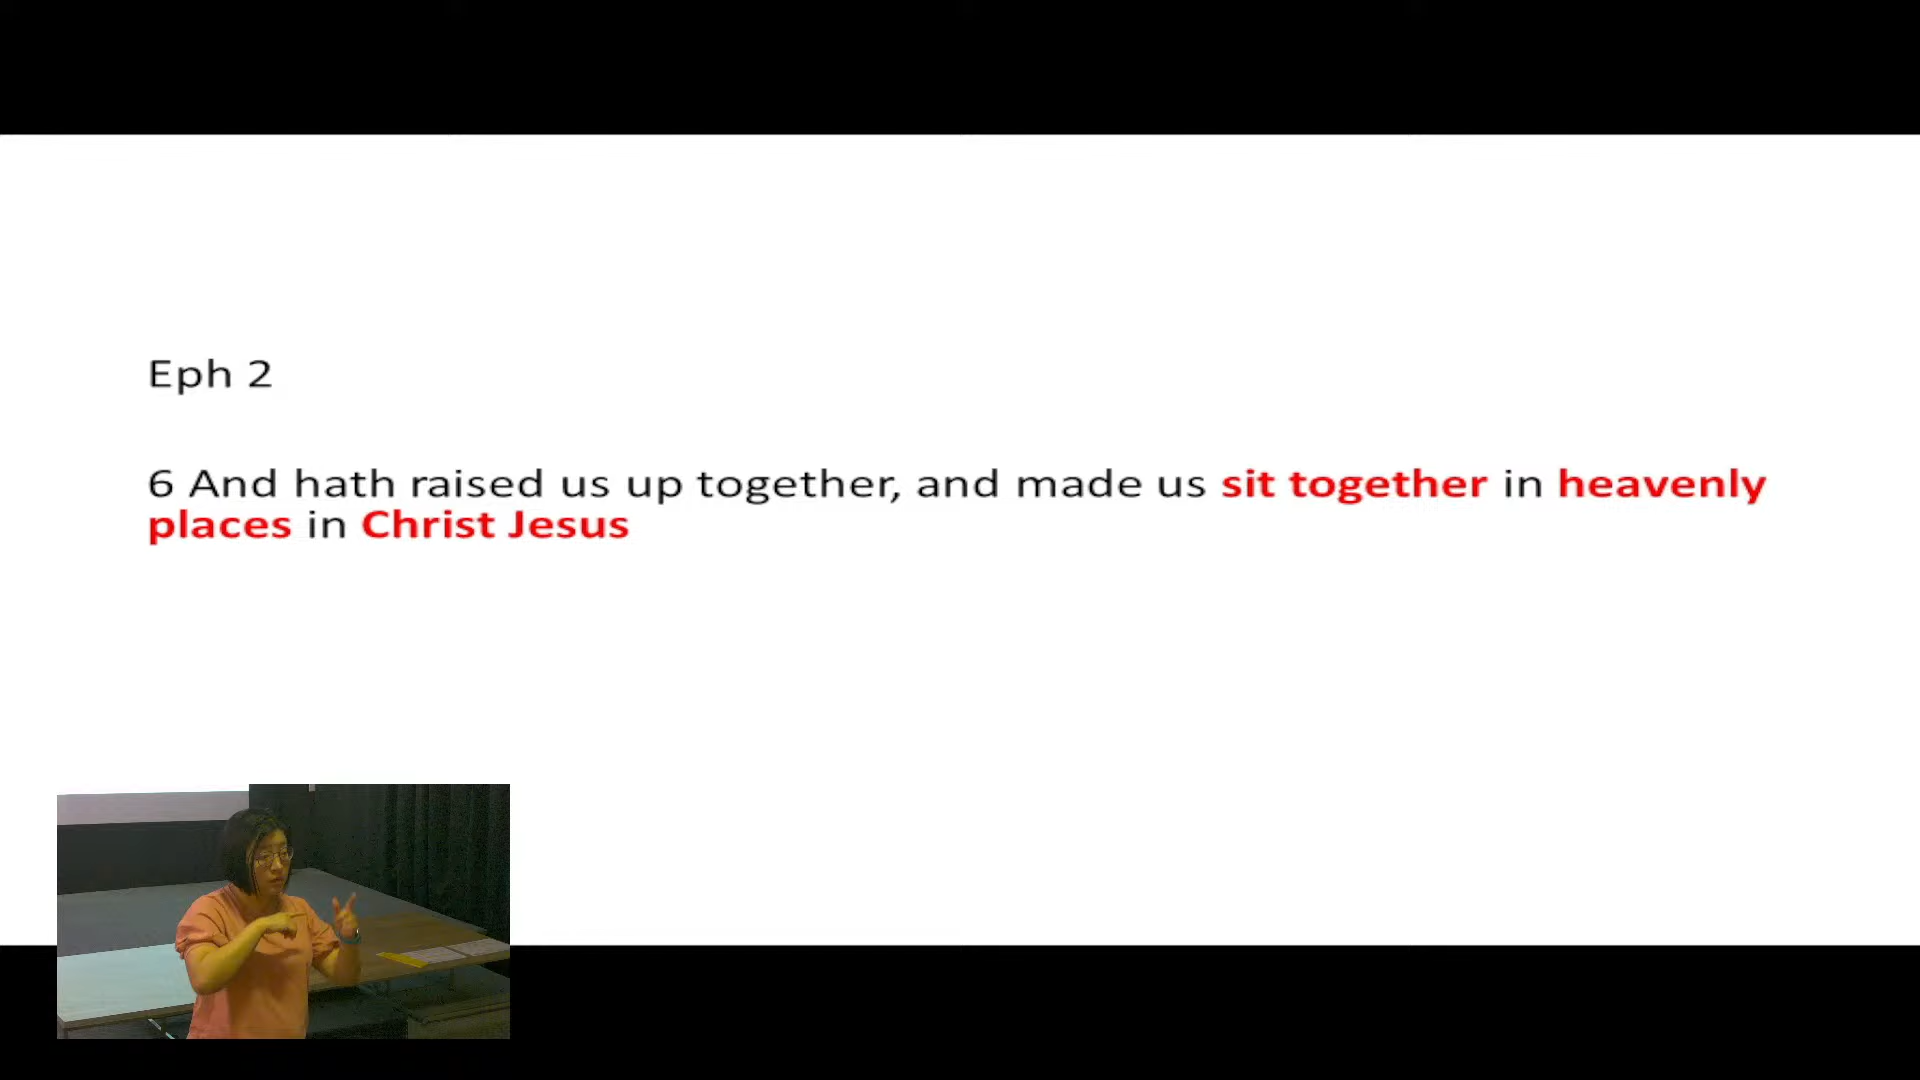 Eph 2
6 And hath raised us up together, and made us sit together in heavenly
places in Christ Jesus